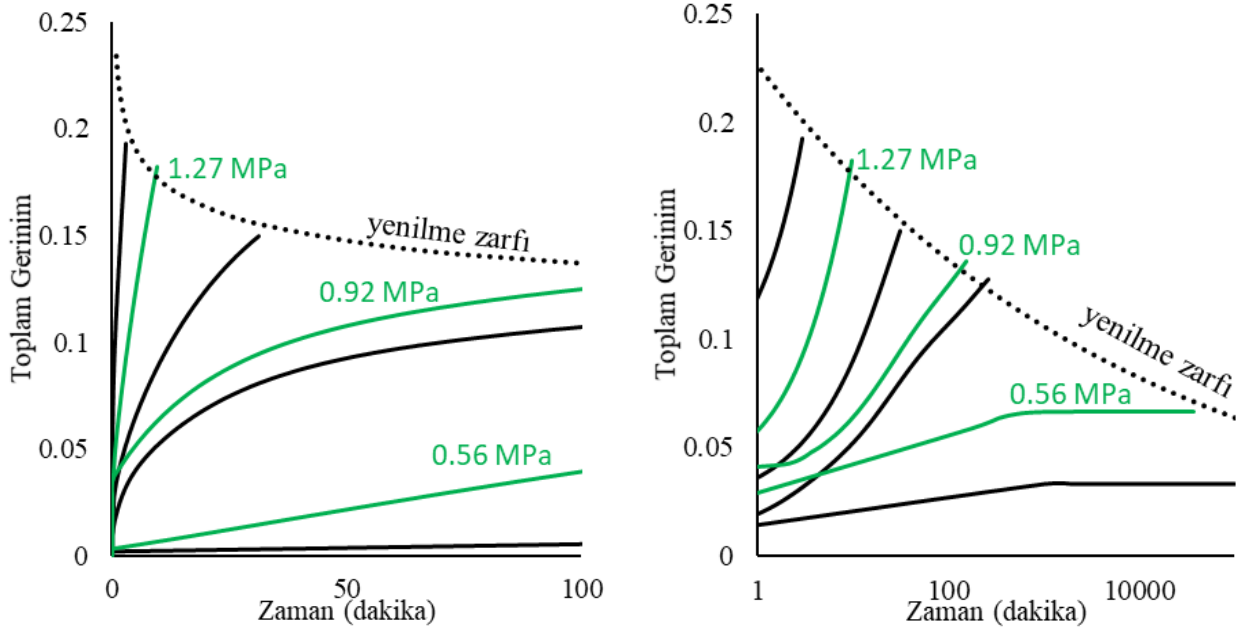 0.25
0.2
0.15
0.1
0.05
0
Toplam Gerinim
1.27 MPa
yenilme zarfı
0.92 MPa
0.56 MPa
0 50 100
Zaman (dakika)
0.25
0.2
0.15
0.1
0.05
0
Toplam Gerinim
1.27 MPa
0.92 MPa
yenilme zarfı
0.56 MPa
1 100 10000
Zaman (dakika)